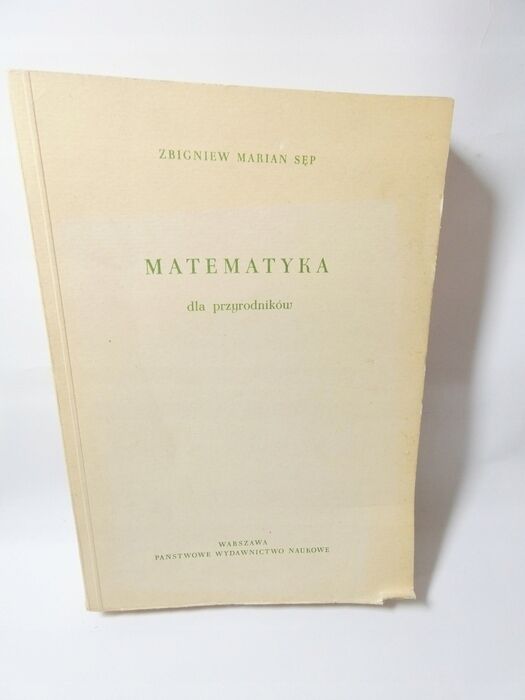 ZBIGNIEW MARIAN SĘP
MATEMATYKA
dla przyrodników
WARSZAWA
PAŃSTWOWE WYDAWNICTWO NAUKOWE